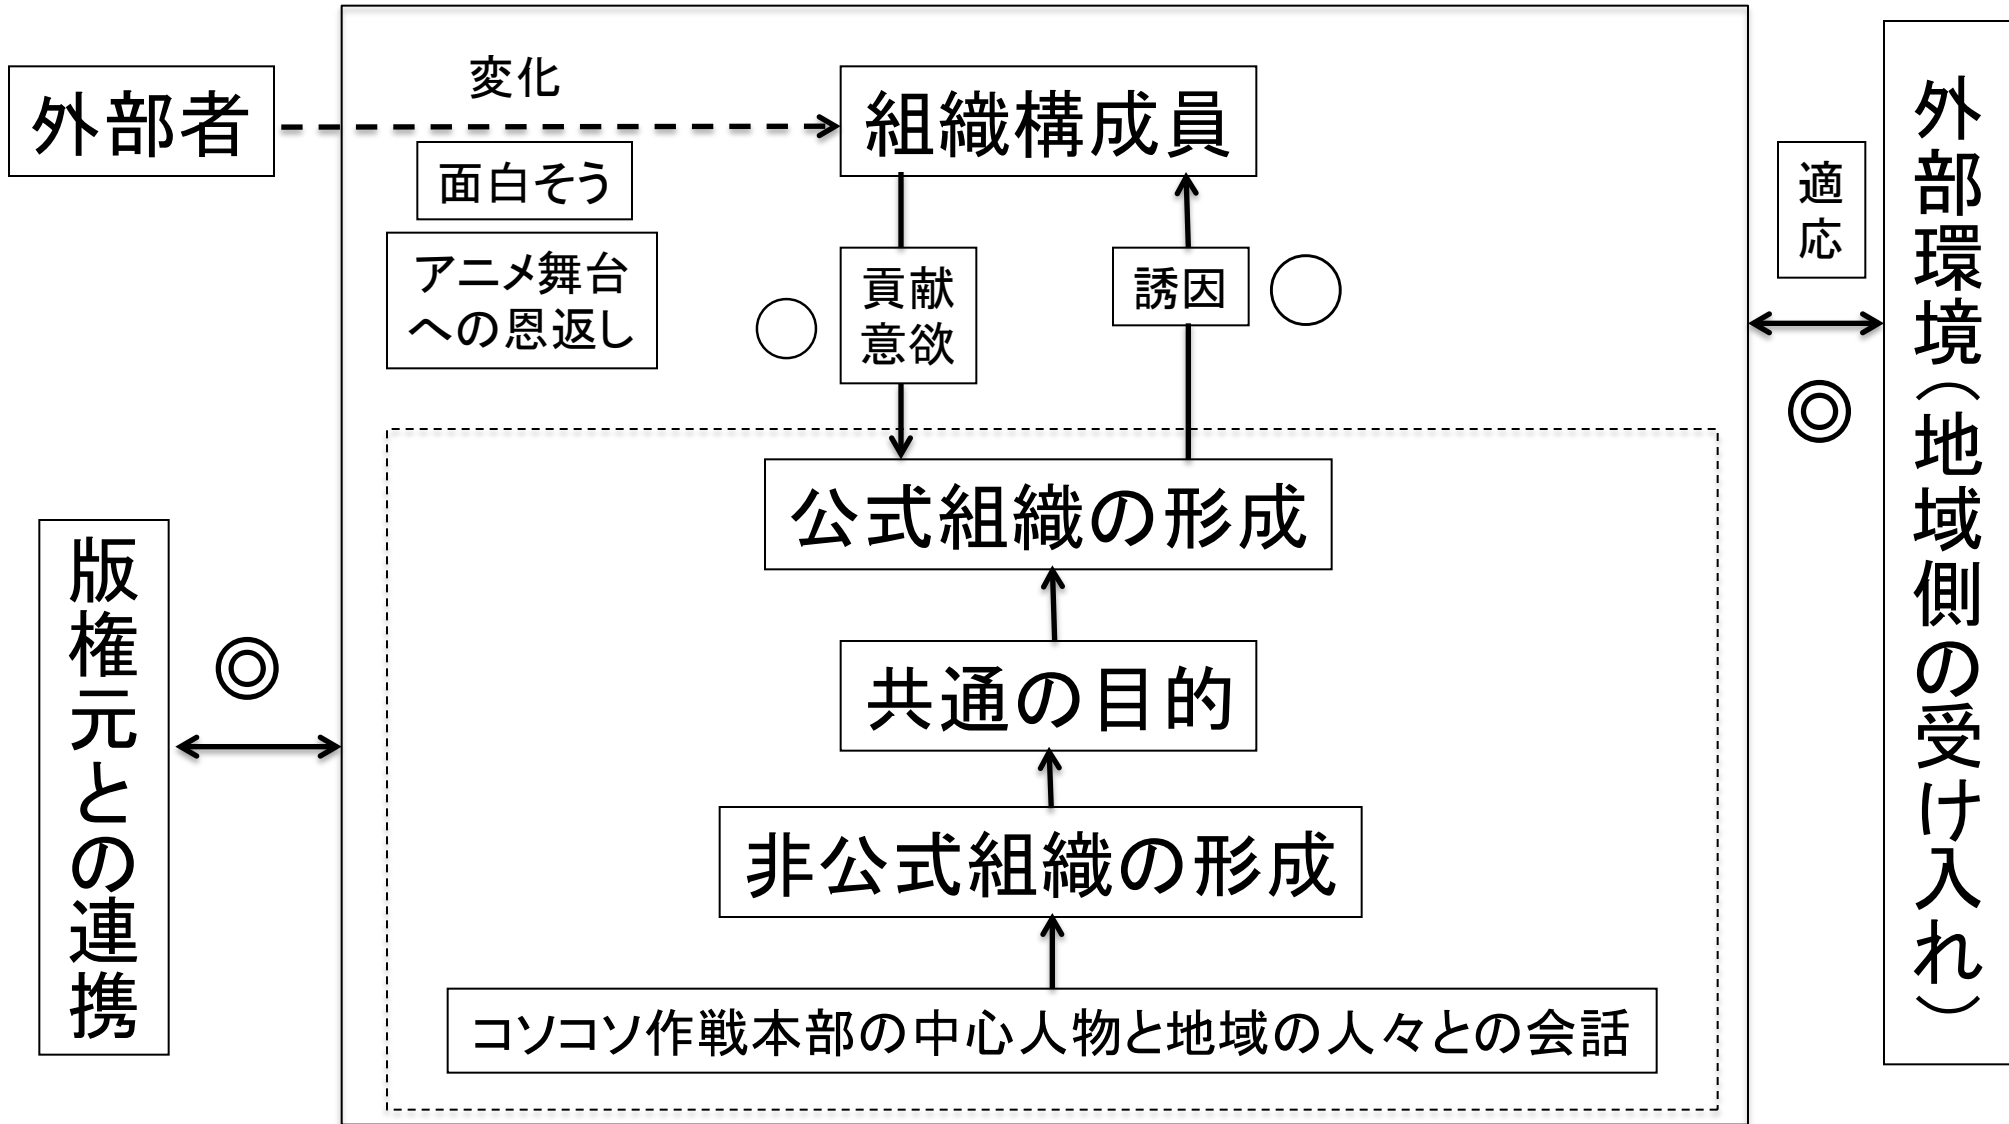 変化
外部者
組織構成員
面白そう
アニメ舞台
への恩返し
貢献
意欲
誘因
適応
外部環境（地域側の受け入れ）
◎
公式組織の形成
版権元との連携
◎
共通の目的
非公式組織の形成
コソコソ作戦本部の中心人物と地域の人々との会話